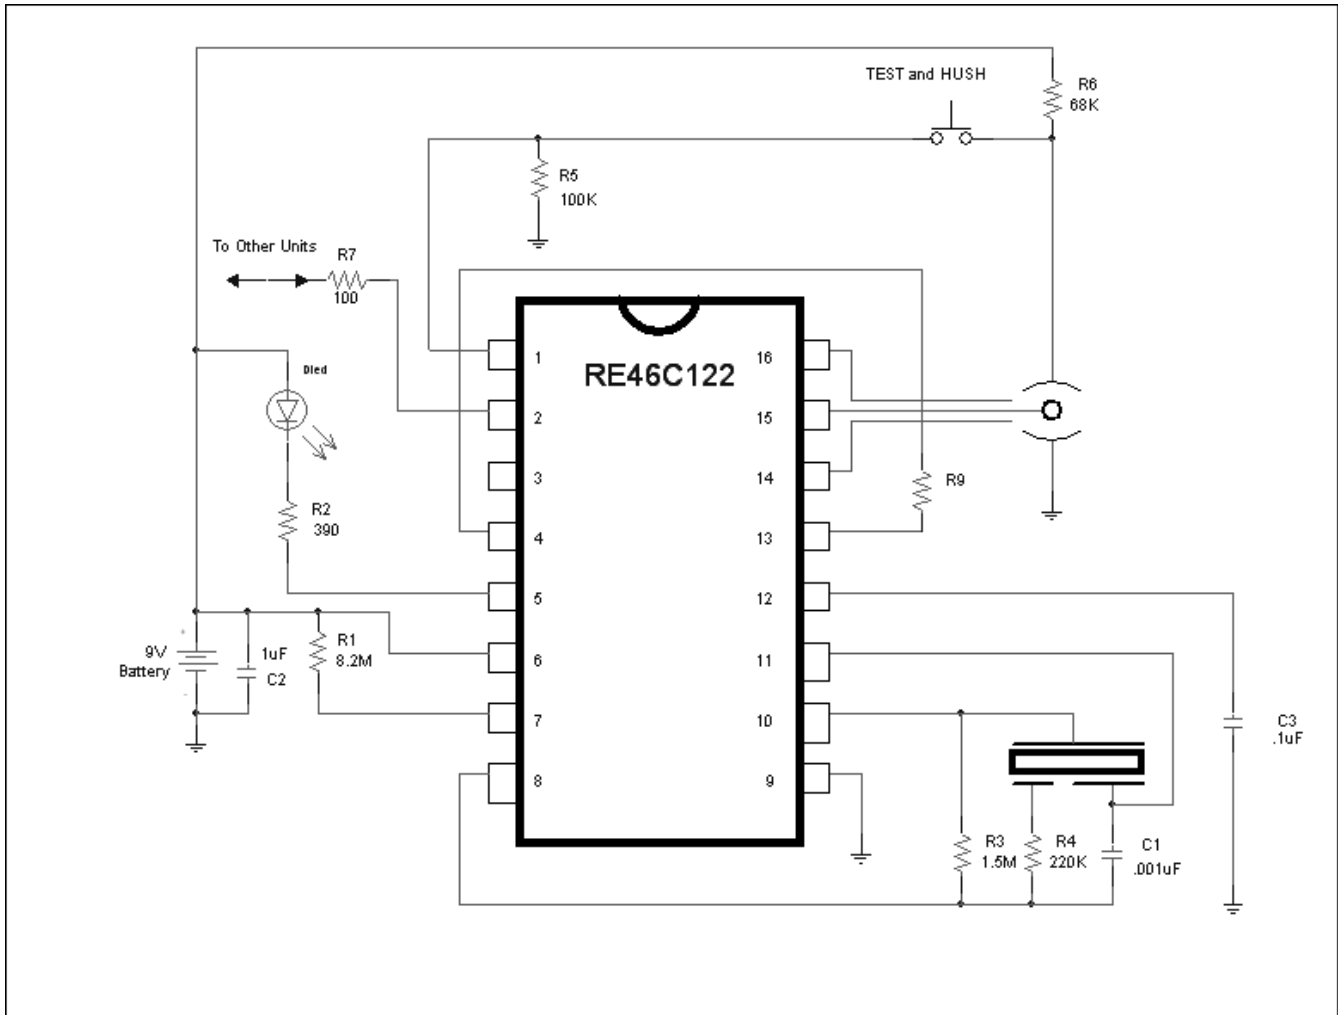 TEST and HUSH
R6
68K
R5
100K
To Other Units
R7
100
Dled
RE46C122
1
16
2
15
3
14
R9
R2
390
4
13
5
12
+
9V
Battery
-
1uF
C2
R1
8.2M
6
11
7
10
C3
.1uF
8
9
R3
1.5M
R4
220K
C1
.001uF